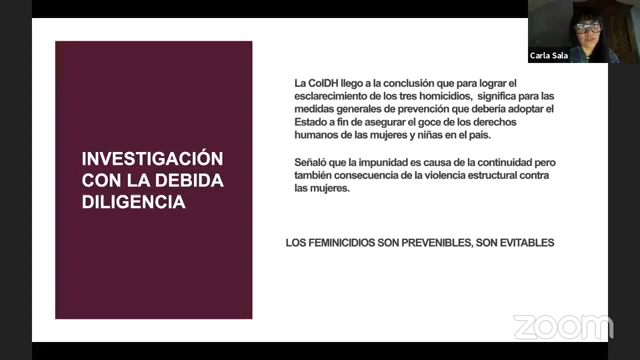 Carla Sala
INVESTIGACIÓN
CON LA DEBIDA
DILIGENCIA
La CoIDH llego a la conclusión que para lograr el
esclarecimiento de los tres homicidios, significa para las
medidas generales de prevención que debería adoptar el
Estado a fin de asegurar el goce de los derechos
humanos de las mujeres y niñas en el país.
Señaló que la impunidad es causa de la continuidad pero
también consecuencia de la violencia estructural contra
las mujeres.
LOS FEMINICIDIOS SON PREVENIBLES, SON EVITABLES
zoom